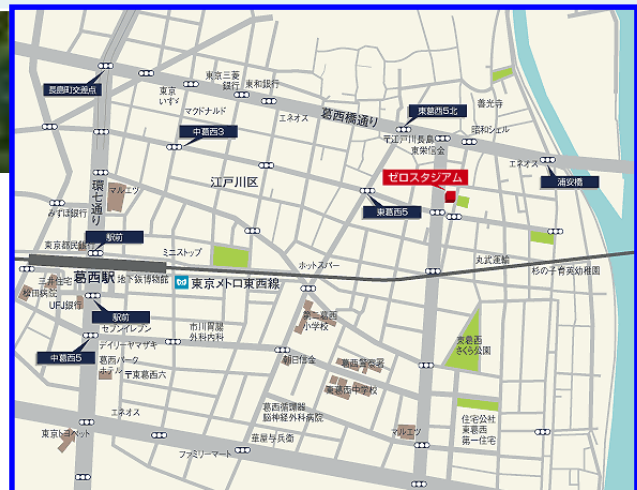 長島町交差点
東京三菱
銀行
東和銀行
東京
いすゞ
マクドナルド
エネオス
葛西橋通り
東葛西5北
善光寺
昭和シェル
中葛西3
〒江戸川長島
東栄信金
エネオス
浦安橋
江戸川区
ゼロスタジアム
環七通り
マルエツ
みずほ銀行
東葛西5
駅前
東京都民銀行
ミニストップ
ホットスパー
丸武運輸
杉の子育英幼稚園
葛西駅
地下鉄博物館
東京メトロ東西線
三井住宅
松田病院
UFJ銀行
駅前
セブンイレブン
市川胃腸
外科内科
第二葛西
小学校
東葛西
さくら公園
中葛西5
デイリーヤマザキ
葛西パーク
ホテル
〒東葛西六
朝日信金
葛西警察署
東葛西中学校
エネオス
葛西循環器
脳神経外科病院
住宅公社
東葛西
第一住宅
東京トヨペット
華屋与兵衛
マルエツ
ファミリーマート